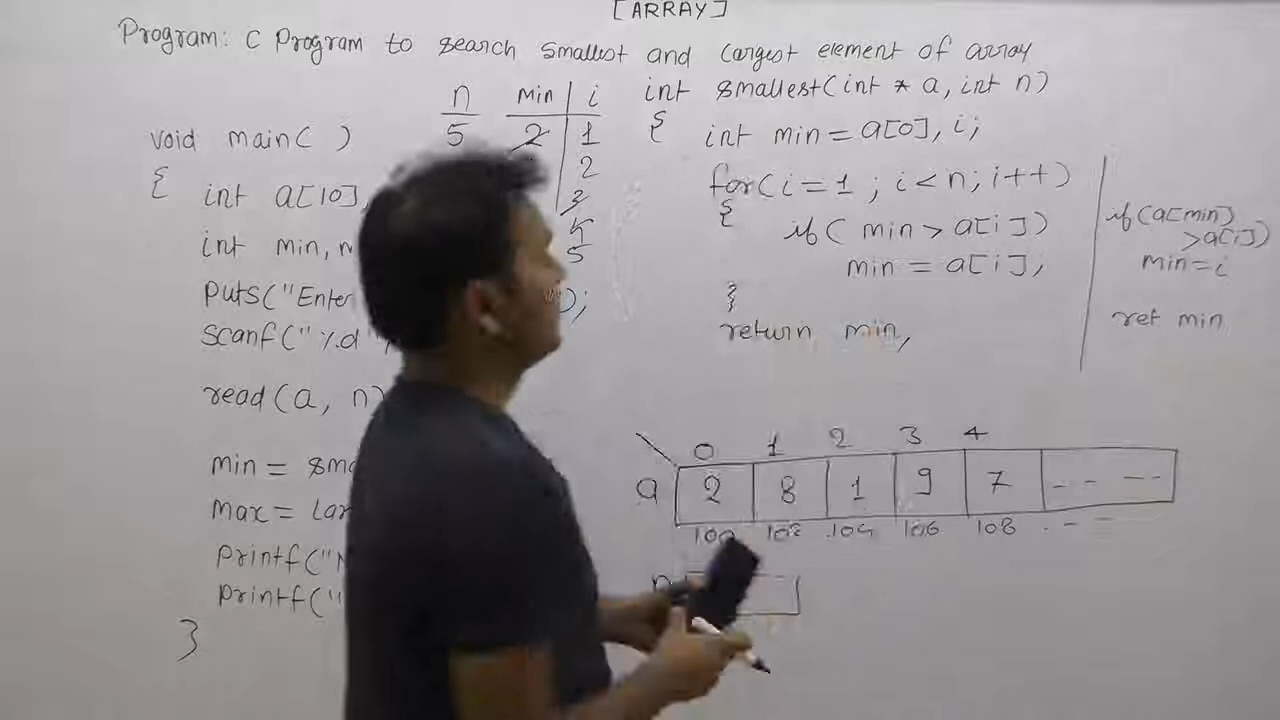 [ARRAY]
Program: C Program to search smallest and largest element of array
void main( )
{
int a[10],
int min,
puts("Enter
scanf("%d
read(a, n)
min =
max =
Printf("
Printf("
}
n Min i
5 2 1
2
3
4
5
);
int smallest(int * a, int n)
{
int min = a[0], i;
for(i=1 ; i<n; i++)
{
if( min > a[i])
min = a[i];
}
return min,
if(a[min]
>a[i])
min=i
ret min
0 1 2 3 4
a 2 8 1 9 7 - - - -
100 102 104 106 108 . - -
n